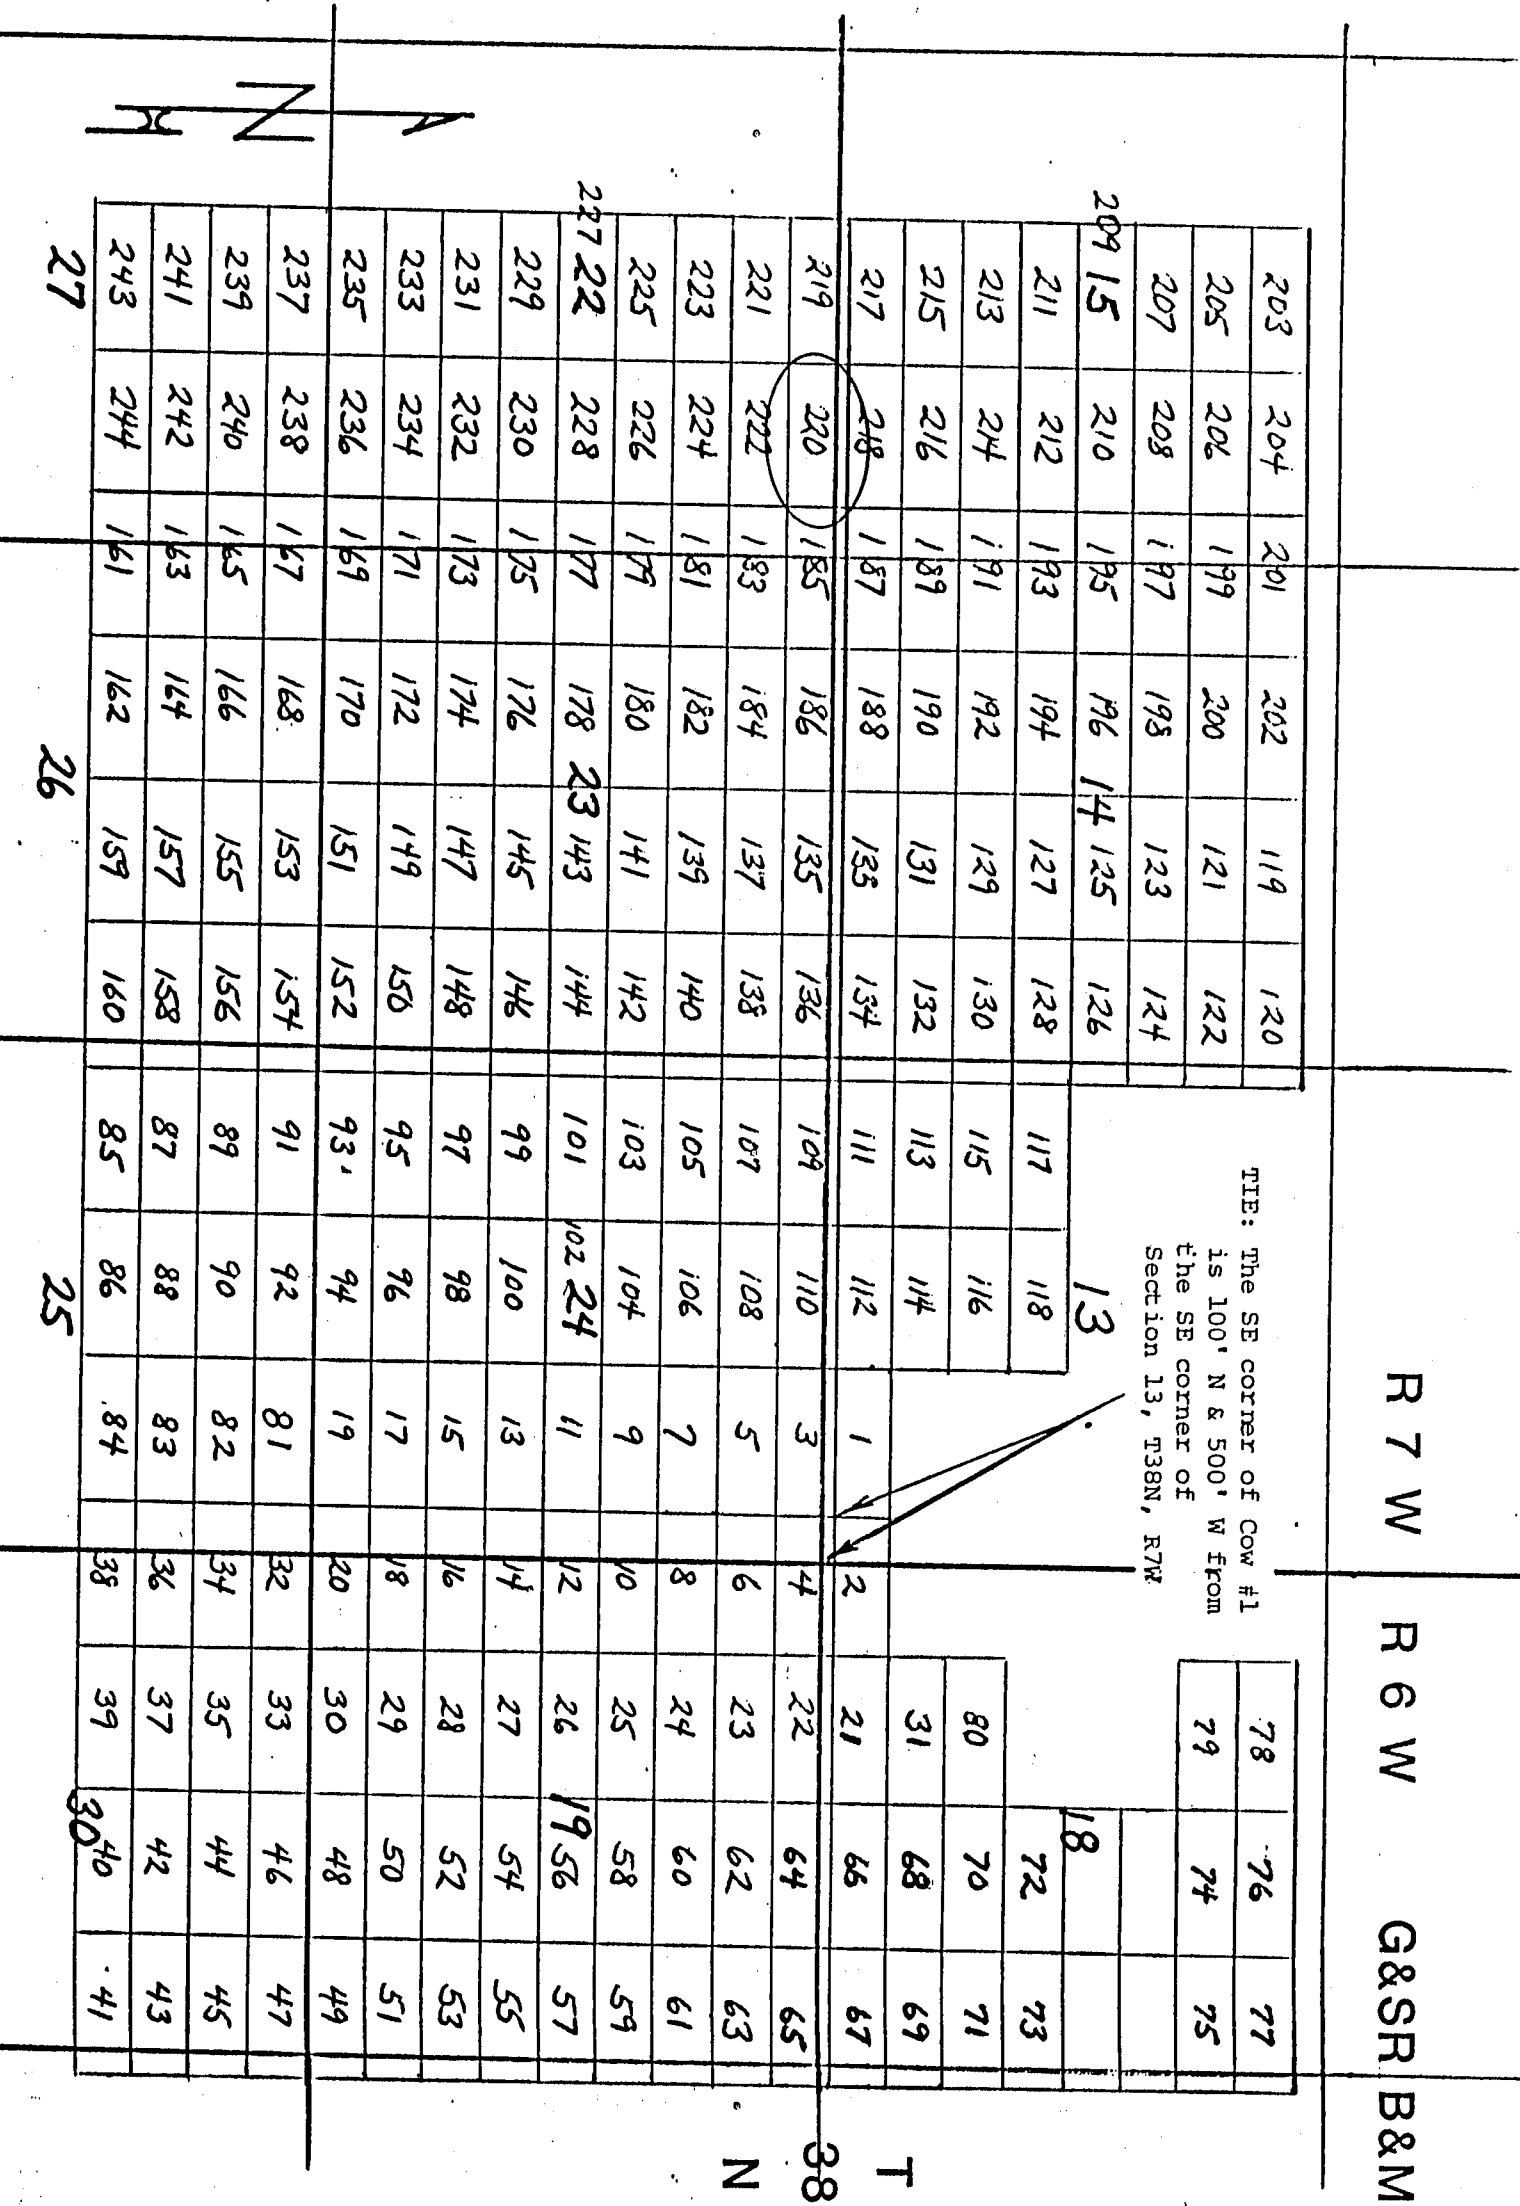 R 7 W R 6 W G&SR B&M
TIE: The SE corner of Cow #1
is 100' N & 500' W from
the SE corner of
Section 13, T38N, R7W
203 204 201 202 119 120 78 76 77
205 206 199 200 121 122 79 74 75
207 208 197 198 123 124
209 15 210 195 196 14 125 126 13 18
211 212 193 194 127 128 117 118 72 73
213 214 191 192 129 130 115 116 80 70 71
215 216 189 190 131 132 113 114 31 68 69
217 218 187 188 133 134 111 112 1 2 21 66 67 T
219 220 185 186 135 136 109 110 3 4 22 64 65 38
221 222 183 184 137 138 107 108 5 6 23 62 63 N
223 224 181 182 139 140 105 106 7 8 24 60 61
225 226 179 180 141 142 103 104 9 10 25 58 59
227 22 228 177 178 23 143 144 101 102 24 11 12 26 19 56 57
229 230 175 176 145 146 99 100 13 14 27 54 55
231 232 173 174 147 148 97 98 15 16 28 52 53
233 234 171 172 149 150 95 96 17 18 29 50 51
235 236 169 170 151 152 93 94 19 20 30 48 49
237 238 167 168 153 154 91 92 81 32 33 46 47
N
239 240 165 166 155 156 89 90 82 34 35 44 45
241 242 163 164 157 158 87 88 83 36 37 42 43
243 244 161 162 159 160 85 86 84 38 39 40 41
27 26 25 30